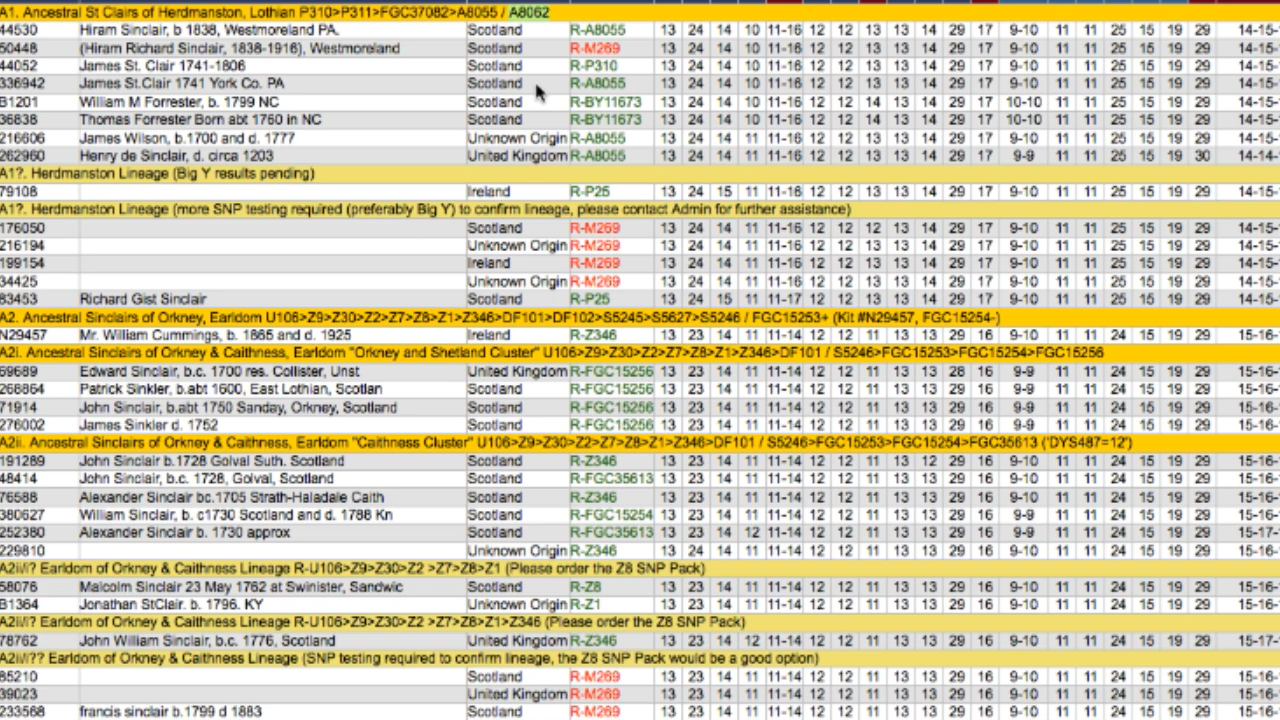 A1. Ancestral St Clairs of Herdmanston, Lothian P310>P311>FGC37082>A8055 / A8062
44530 Hiram Sinclair, b 1838, Westmoreland PA. Scotland R-A8055 13 24 14 10 11-16 12 12 13 13 14 29 17 9-10 11 11 25 15 19 29 14-15-
50448 (Hiram Richard Sinclair, 1838-1916), Westmoreland Scotland R-M269 13 24 14 10 11-16 12 12 13 13 14 29 17 9-10 11 11 25 15 19 29 14-15-
44052 James St. Clair 1741-1806 Scotland R-P310 13 24 14 10 11-16 12 12 13 13 14 29 17 9-10 11 11 25 15 19 29 14-15-
336942 James St.Clair 1741 York Co. PA Scotland R-A8055 13 24 14 10 11-16 12 12 13 13 14 29 17 9-10 11 11 25 15 19 29 14-15-
B1201 William M Forrester, b. 1799 NC Scotland R-BY11673 13 24 14 10 11-16 12 12 14 13 14 29 17 10-10 11 11 25 15 19 29 14-15-
36838 Thomas Forrester Born abt 1760 in NC Scotland R-BY11673 13 24 14 10 11-16 12 12 14 13 14 29 17 10-10 11 11 25 15 19 29 14-15-
216606 James Wilson, b.1700 and d. 1777 Unknown Origin R-A8055 13 24 14 11 11-16 12 12 13 13 14 29 17 9-10 11 11 25 15 19 29 14-15-
262960 Henry de Sinclair, d. circa 1203 United Kingdom R-A8055 13 24 14 11 11-16 12 12 13 13 14 29 17 9-9 11 11 25 15 19 30 14-14-
A1?. Herdmanston Lineage (Big Y results pending)
79108 Ireland R-P25 13 24 15 11 11-16 12 12 13 13 14 29 17 9-10 11 11 25 15 19 29 14-15-
A1?. Herdmanston Lineage (more SNP testing required (preferably Big Y) to confirm lineage, please contact Admin for further assistance)
176050 Scotland R-M269 13 24 14 11 11-16 12 12 13 13 14 29 17 9-10 11 11 25 15 19 29 14-15-
216194 Unknown Origin R-M269 13 24 14 11 11-16 12 12 13 13 14 29 17 9-10 11 11 25 15 19 29 14-15-
199154 Ireland R-M269 13 24 14 11 11-16 12 12 13 13 14 29 17 9-10 11 11 25 15 19 29 14-15-
34425 Unknown Origin R-M269 13 24 14 11 11-16 12 12 13 13 14 29 17 9-10 11 11 25 15 19 29 14-15-
83453 Richard Gist Sinclair Scotland R-P25 13 24 15 11 11-17 12 12 13 13 14 29 17 9-10 11 11 25 15 19 29 14-15-
A2. Ancestral Sinclairs of Orkney, Earldom U106>Z9>Z30>Z2>Z7>Z8>Z1>Z346>DF101>DF102>S5245>S5627>S5246 / FGC15253+ (Kit #N29457, FGC15254-)
N29457 Mr. William Cummings, b. 1865 and d. 1925 Ireland R-Z346 13 23 14 11 11-14 12 12 11 13 13 29 16 9-10 11 11 24 15 19 29 15-16-
A2i. Ancestral Sinclairs of Orkney & Caithness, Earldom "Orkney and Shetland Cluster" U106>Z9>Z30>Z2>Z7>Z8>Z1>Z346>DF101 / S5246>FGC15253>FGC15254>FGC15256
69689 Edward Sinclair, b.c. 1700 res. Collister, Unst United Kingdom R-FGC15256 13 23 14 11 11-14 12 12 11 13 13 28 16 9-9 11 11 24 15 19 29 15-16-
268864 Patrick Sinkler, b.abt 1600, East Lothian, Scotlan Scotland R-FGC15256 13 23 14 11 11-14 12 12 11 13 13 29 16 9-9 11 11 24 15 19 29 15-16-
71914 John Sinclair, b.abt 1750 Sanday, Orkney, Scotland Scotland R-FGC15256 13 23 14 11 11-14 12 12 11 13 13 29 16 9-9 11 11 24 15 19 29 15-16-
276002 James Sinkler d. 1752 Scotland R-FGC15256 13 23 14 11 11-14 12 12 11 13 13 29 16 9-9 11 11 24 15 19 29 15-16-
A2ii. Ancestral Sinclairs of Orkney & Caithness, Earldom "Caithness Cluster" U106>Z9>Z30>Z2>Z7>Z8>Z1>Z346>DF101 / S5246>FGC15253>FGC15254>FGC35613 ('DYS487=12')
191289 John Sinclair b.1728 Golval Suth. Scotland Scotland R-Z346 13 23 14 11 11-14 12 12 11 13 12 29 16 9-10 11 11 24 15 19 29 15-16-
48414 John Sinclair, b.c. 1728, Golval, Scotland Scotland R-FGC35613 13 23 14 11 11-14 12 12 11 13 13 29 16 9-9 11 11 24 15 19 29 15-16-
76588 Alexander Sinclair bc.1705 Strath-Haladale Caith Scotland R-Z346 13 23 14 11 11-14 12 12 11 13 13 29 16 9-10 11 11 24 15 19 29 15-16-
380627 William Sinclair, b. c1730 Scotland and d. 1788 Kn Scotland R-FGC15254 13 23 14 11 11-14 12 12 11 13 13 29 16 9-9 11 11 24 15 19 29 15-16-
252380 Alexander Sinclair b. 1730 approx Scotland R-FGC35613 13 23 14 12 11-14 12 12 11 13 13 29 16 9-9 11 11 24 15 19 29 15-17-
229810 Unknown Origin R-Z346 13 24 14 11 11-14 12 12 11 13 13 29 16 9-10 11 11 24 15 19 29 15-16-
A2ii/i? Earldom of Orkney & Caithness Lineage R-U106>Z9>Z30>Z2 >Z7>Z8>Z1 (Please order the Z8 SNP Pack)
58076 Malcolm Sinclair 23 May 1762 at Swinister, Sandwic Scotland R-Z8 13 23 14 11 11-14 12 12 11 13 13 29 16 9-10 11 11 24 15 19 29 15-16-
B1364 Jonathan StClair. b. 1796. KY Unknown Origin R-Z1 13 23 14 11 11-14 12 12 11 13 13 29 16 9-10 11 11 24 15 19 29 15-16-
A2ii/i? Earldom of Orkney & Caithness Lineage R-U106>Z9>Z30>Z2 >Z7>Z8>Z1>Z346 (Please order the Z8 SNP Pack)
78762 John William Sinclair, b.c. 1776, Scotland United Kingdom R-Z346 13 23 14 12 11-14 12 12 11 13 13 29 16 9-10 11 11 24 15 19 29 15-17-
A2ii/i?? Earldom of Orkney & Caithness Lineage (SNP testing required to confirm lineage, the Z8 SNP Pack would be a good option)
85210 Scotland R-M269 13 23 14 11 11-14 12 12 11 13 13 29 16 9-10 11 11 24 15 19 29 15-16-
39023 United Kingdom R-M269 13 23 14 11 11-14 12 12 11 13 13 29 16 9-10 11 11 24 15 19 29 15-16-
233568 francis sinclair b.1799 d 1883 Scotland R-M269 13 23 14 11 11-14 12 12 11 13 13 29 16 9-10 11 11 24 15 19 29 15-16-